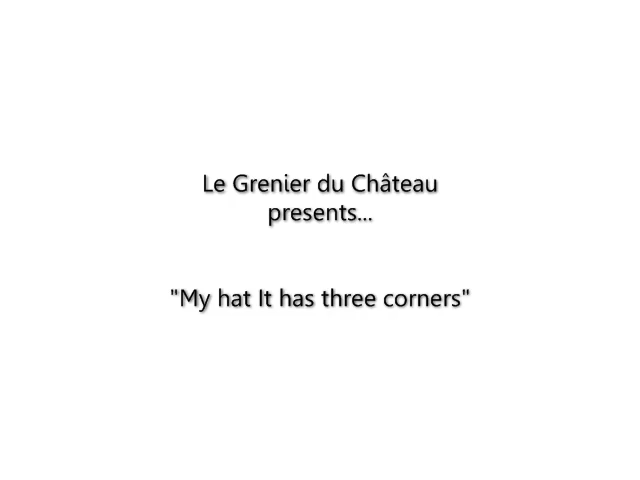 Le Grenier du Château
presents...
"My hat It has three corners"